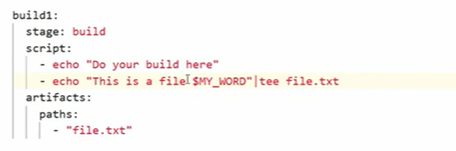 build1:
stage: build
script:
- echo "Do your build here"
- echo "This is a file $MY_WORD"|tee file.txt
artifacts:
paths:
- "file.txt"